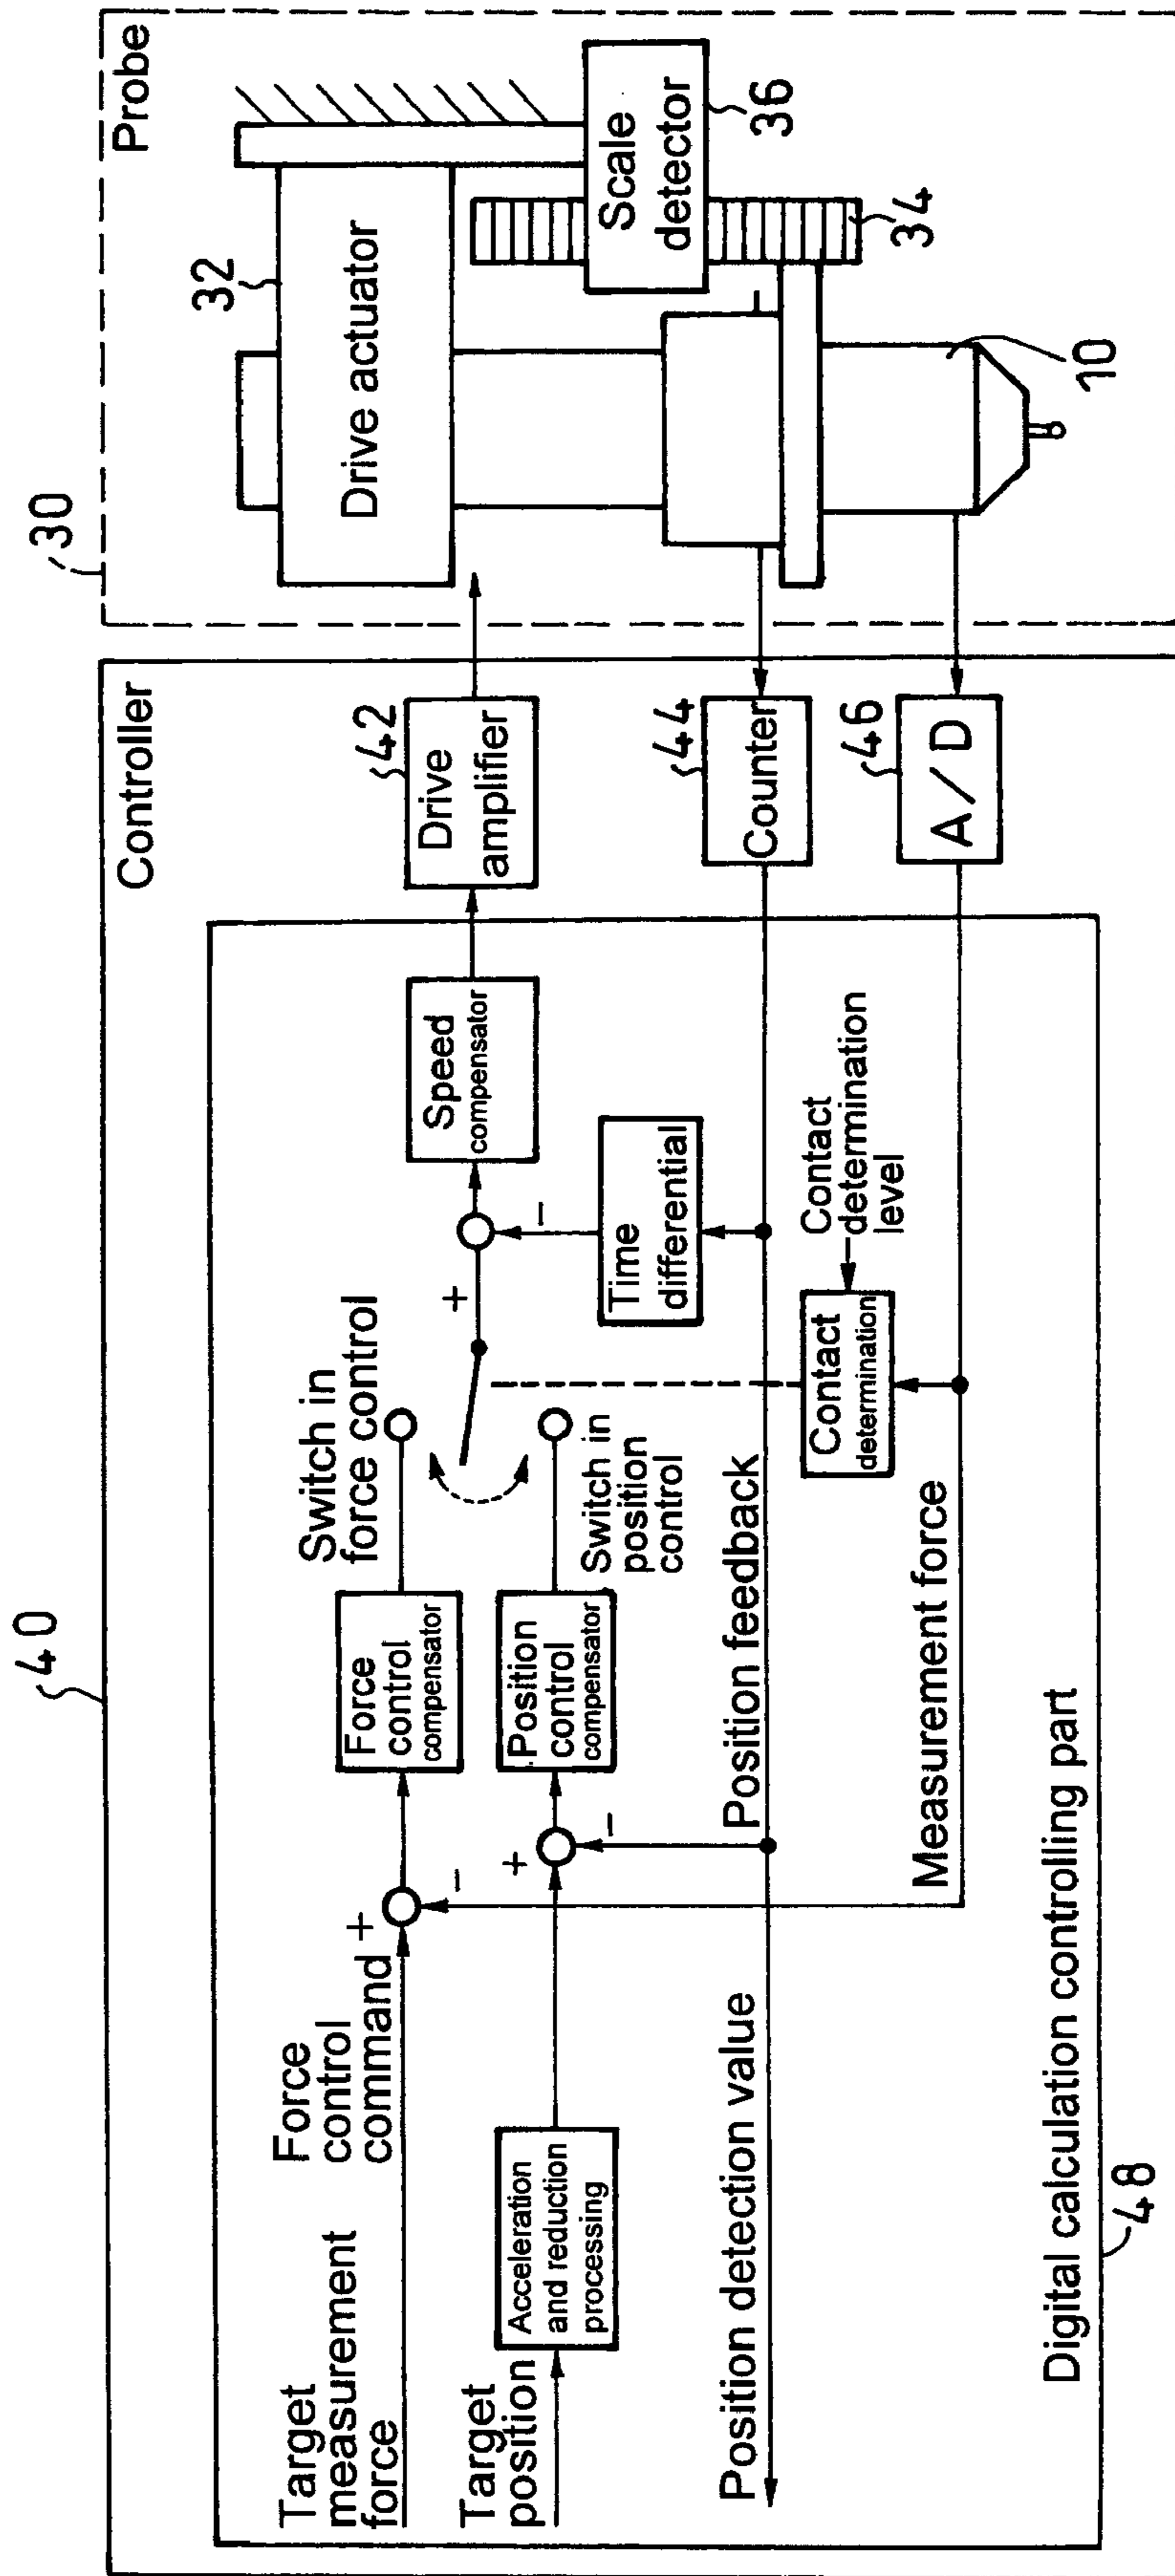 40
30
Controller
Probe
Target
measurement
force
Force
control
command
+
−
Force
control
compensator
Switch in
force control
Target
position
Acceleration
and reduction
processing
+
−
Position
control
compensator
Switch in
position
control
+
−
Speed
compensator
Time
differential
42
Drive
amplifier
32
Drive actuator
Scale
detector
36
34
10
44
Counter
46
A/D
Position detection value
Position feedback
Contact
determination
Contact
determination
level
Measurement force
Digital calculation controlling part
48